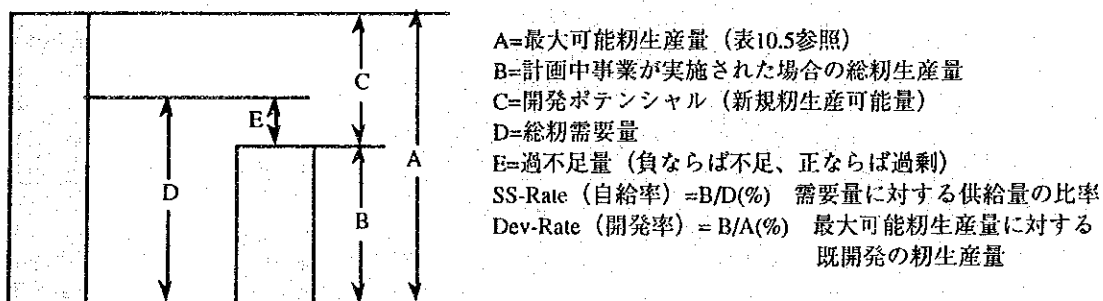 C
E
D
A
B
A=最大可能籾生産量（表10.5参照）
B=計画中事業が実施された場合の総籾生産量
C=開発ポテンシャル（新規籾生産可能量）
D=総籾需要量
E=過不足量（負ならば不足、正ならば過剰）
SS-Rate（自給率）=B/D(%) 需要量に対する供給量の比率
Dev-Rate（開発率）= B/A(%) 最大可能籾生産量に対する
既開発の籾生産量